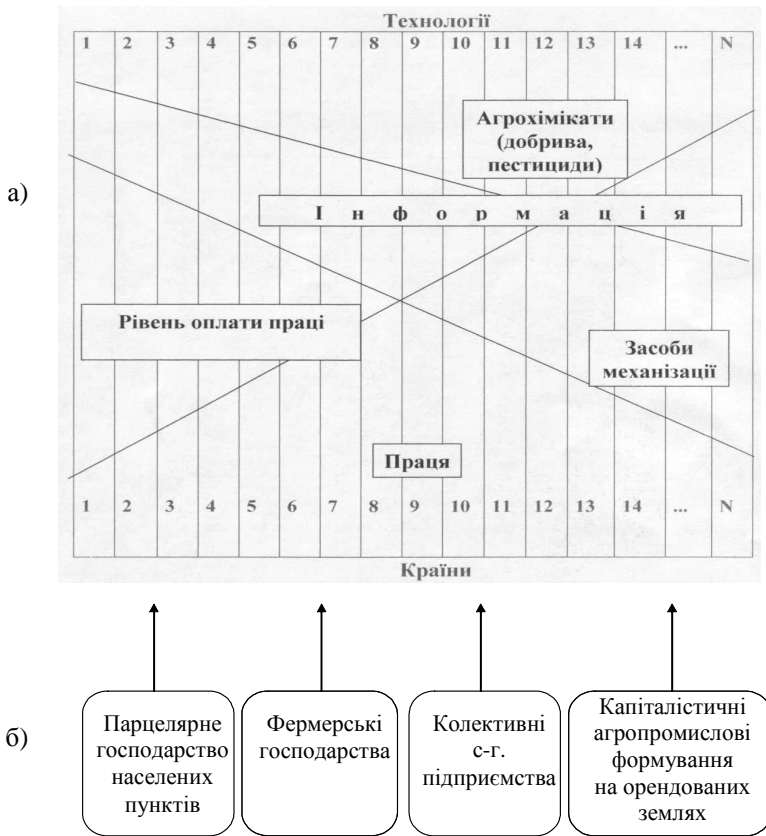 Технології
1 2 3 4 5 6 7 8 9 10 11 12 13 14 ... N
Агрохімікати
(добрива,
пестициди)
а)
І н ф о р м а ц і я
Рівень оплати праці
Засоби
механізації
Праця
1 2 3 4 5 6 7 8 9 10 11 12 13 14 ... N
Країни
б)
Парцелярне
господарство
населених
пунктів
Фермерські
господарства
Колективні
с-г.
підприємства
Капіталістичні
агропромислові
формування
на орендованих
землях